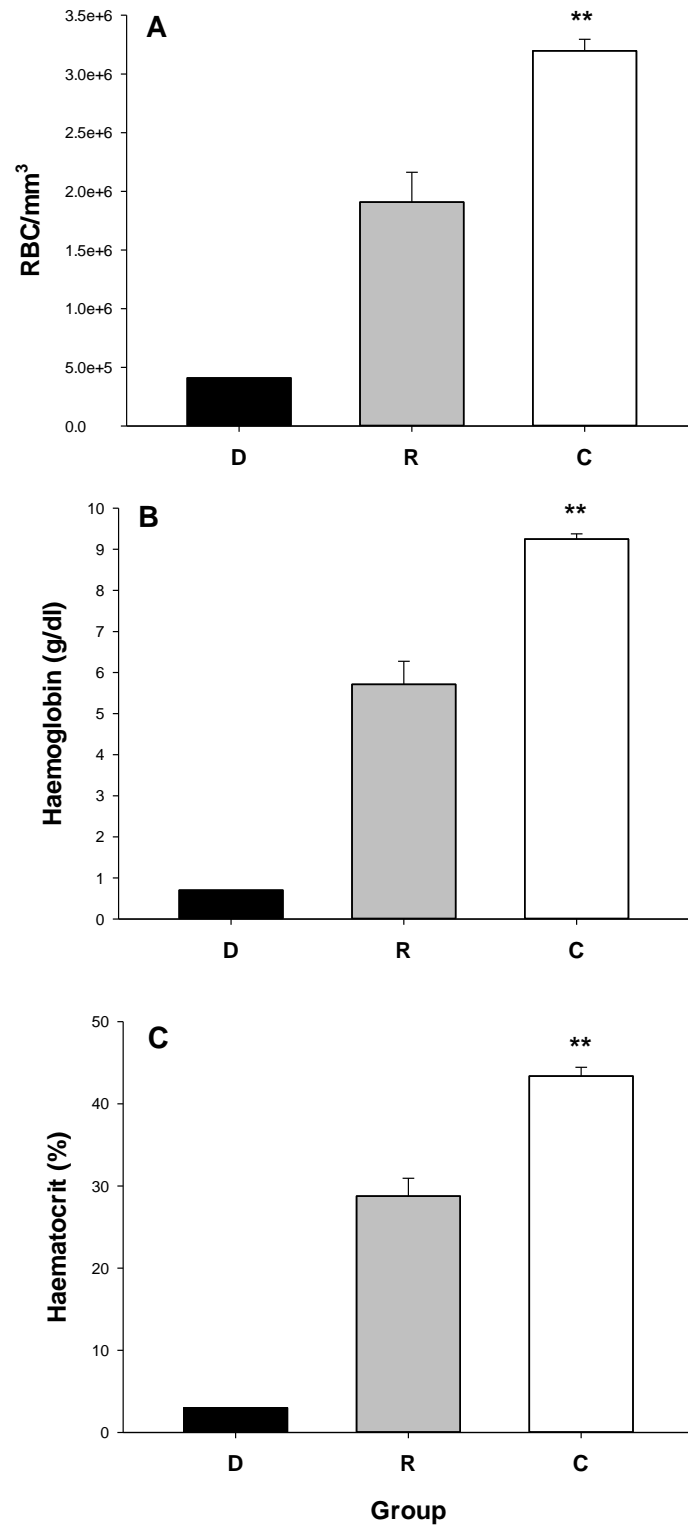 A
**
3.5e+6
3.0e+6
2.5e+6
2.0e+6
1.5e+6
1.0e+6
5.0e+5
0.0
RBC/mm³
D R C
B
**
10
9
8
7
6
5
4
3
2
1
0
Haemoglobin (g/dl)
D R C
C
**
50
40
30
20
10
0
Haematocrit (%)
D R C
Group